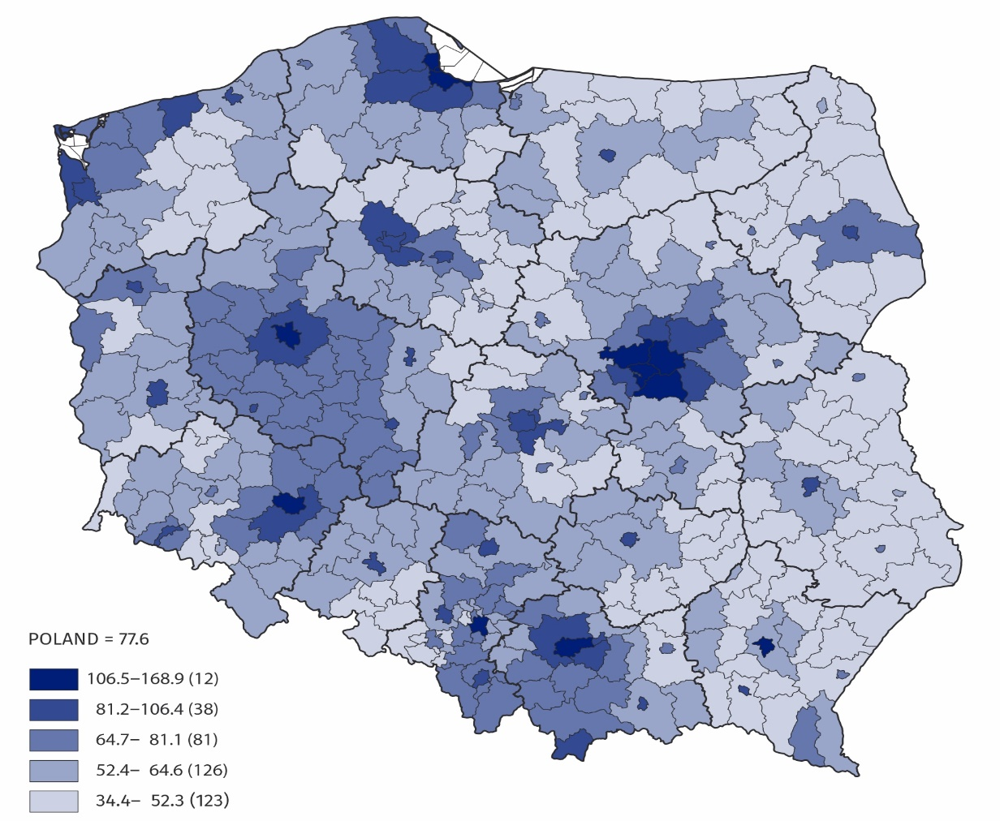 POLAND = 77.6
106.5–168.9 (12)
81.2–106.4 (38)
64.7– 81.1 (81)
52.4– 64.6 (126)
34.4– 52.3 (123)